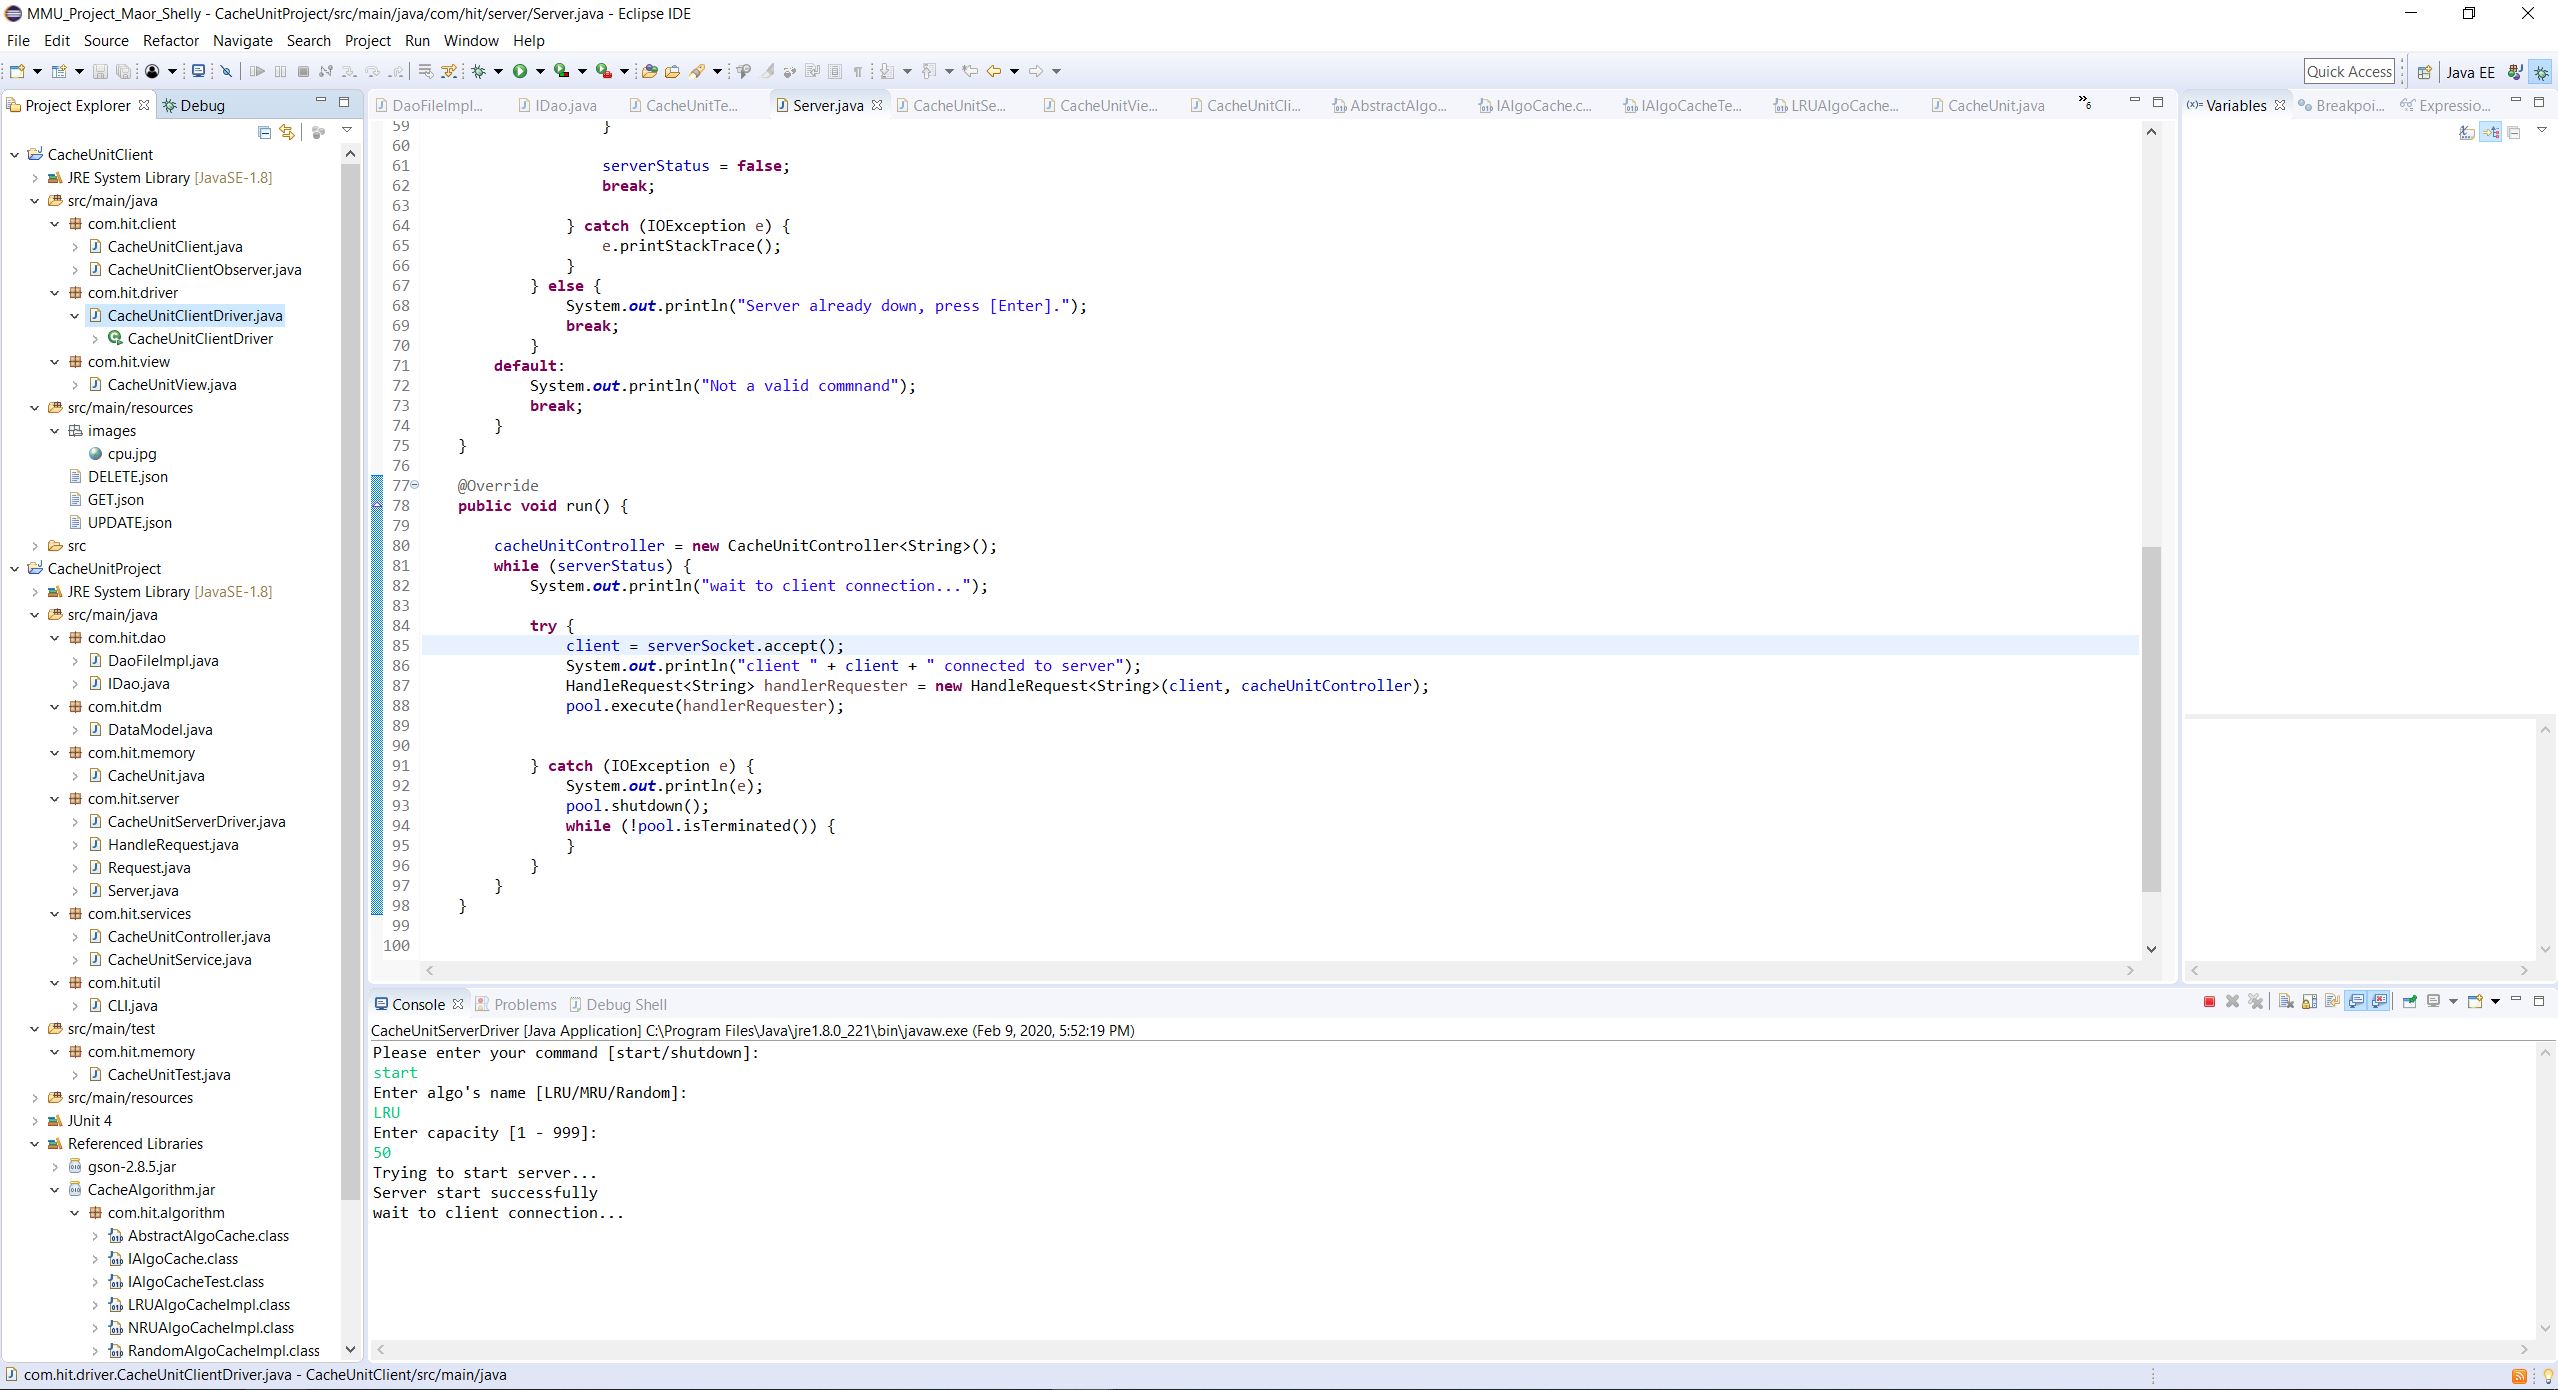 MMU_Project_Maor_Shelly - CacheUnitProject/src/main/java/com/hit/server/Server.java - Eclipse IDE
File Edit Source Refactor Navigate Search Project Run Window Help
Quick Access
Java EE
Project Explorer
Debug
CacheUnitClient
JRE System Library [JavaSE-1.8]
src/main/java
com.hit.client
CacheUnitClient.java
CacheUnitClientObserver.java
com.hit.driver
CacheUnitClientDriver.java
CacheUnitClientDriver
com.hit.view
CacheUnitView.java
src/main/resources
images
cpu.jpg
DELETE.json
GET.json
UPDATE.json
src
CacheUnitProject
JRE System Library [JavaSE-1.8]
src/main/java
com.hit.dao
DaoFileImpl.java
IDao.java
com.hit.dm
DataModel.java
com.hit.memory
CacheUnit.java
com.hit.server
CacheUnitServerDriver.java
HandleRequest.java
Request.java
Server.java
com.hit.services
CacheUnitController.java
CacheUnitService.java
com.hit.util
CLI.java
src/main/test
com.hit.memory
CacheUnitTest.java
src/main/resources
JUnit 4
Referenced Libraries
gson-2.8.5.jar
CacheAlgorithm.jar
com.hit.algorithm
AbstractAlgoCache.class
IAlgoCache.class
IAlgoCacheTest.class
LRUAlgoCacheImpl.class
NRUAlgoCacheImpl.class
RandomAlgoCacheImpl.class
DaoFileImpl... IDao.java CacheUnitTe... Server.java CacheUnitSe... CacheUnitVie... CacheUnitCli... AbstractAlgo... IAlgoCache.c... IAlgoCacheTe... LRUAlgoCache... CacheUnit.java »6
59 }
60
61 serverStatus = false;
62 break;
63
64 } catch (IOException e) {
65 e.printStackTrace();
66 }
67 } else {
68 System.out.println("Server already down, press [Enter].");
69 break;
70 }
71 default:
72 System.out.println("Not a valid commnand");
73 break;
74 }
75 }
76
77 @Override
78 public void run() {
79
80 cacheUnitController = new CacheUnitController<String>();
81 while (serverStatus) {
82 System.out.println("wait to client connection...");
83
84 try {
85 client = serverSocket.accept();
86 System.out.println("client " + client + " connected to server");
87 HandleRequest<String> handlerRequester = new HandleRequest<String>(client, cacheUnitController);
88 pool.execute(handlerRequester);
89
90
91 } catch (IOException e) {
92 System.out.println(e);
93 pool.shutdown();
94 while (!pool.isTerminated()) {
95 }
96 }
97 }
98 }
99
100
(x)= Variables Breakpoi... Expressio...
Console Problems Debug Shell
CacheUnitServerDriver [Java Application] C:\Program Files\Java\jre1.8.0_221\bin\javaw.exe (Feb 9, 2020, 5:52:19 PM)
Please enter your command [start/shutdown]:
start
Enter algo's name [LRU/MRU/Random]:
LRU
Enter capacity [1 - 999]:
50
Trying to start server...
Server start successfully
wait to client connection...
com.hit.driver.CacheUnitClientDriver.java - CacheUnitClient/src/main/java